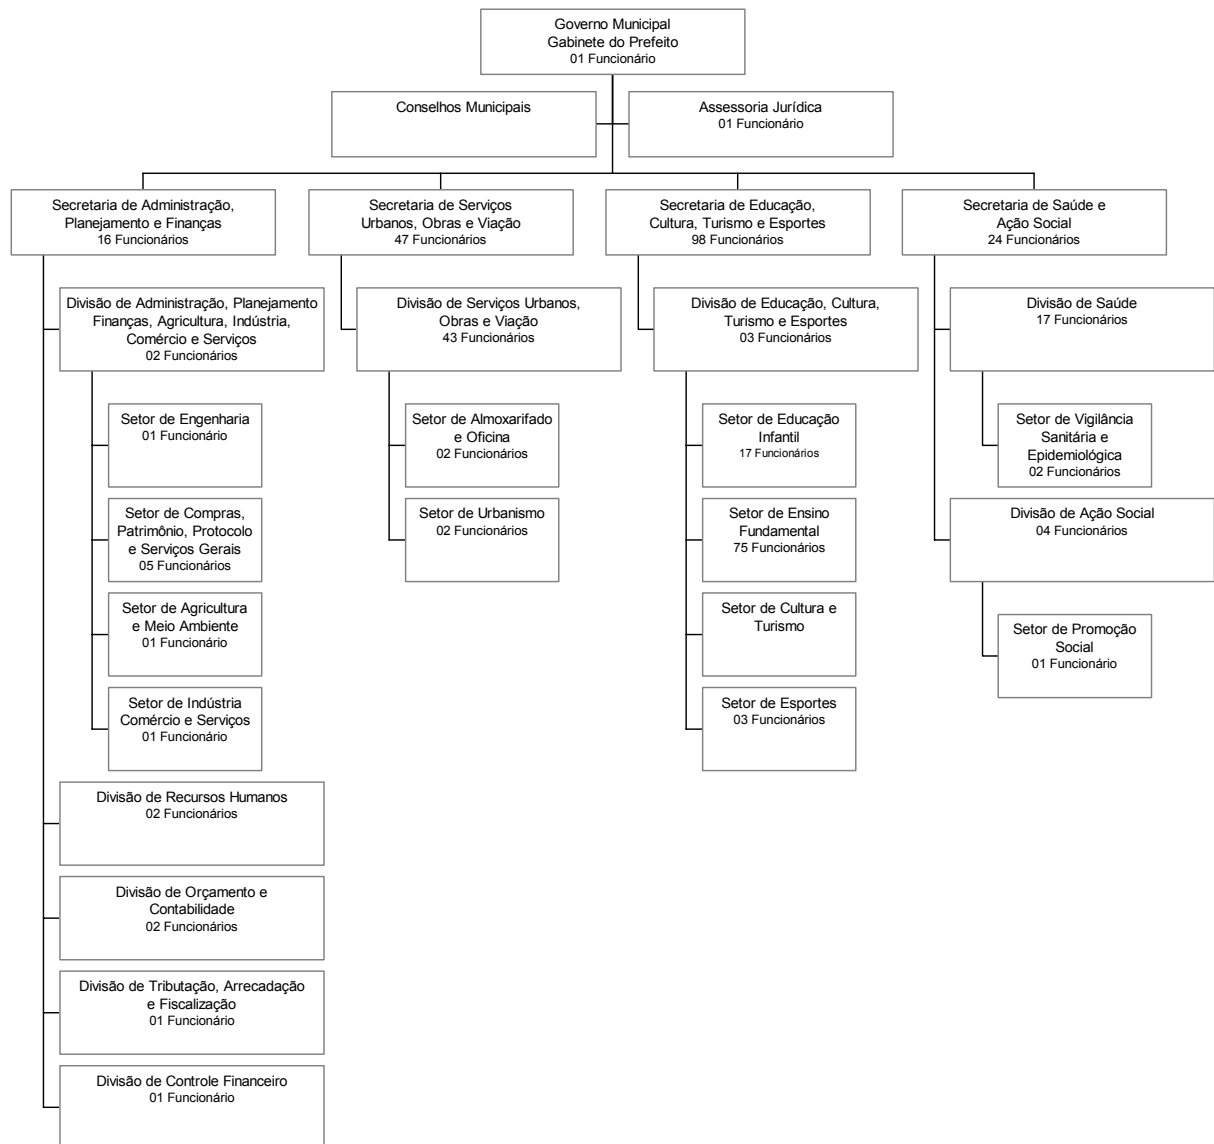 Governo Municipal
Gabinete do Prefeito
01 Funcionário
Conselhos Municipais
Assessoria Jurídica
01 Funcionário
Secretaria de Administração,
Planejamento e Finanças
16 Funcionários
Secretaria de Serviços
Urbanos, Obras e Viação
47 Funcionários
Secretaria de Educação,
Cultura, Turismo e Esportes
98 Funcionários
Secretaria de Saúde e
Ação Social
24 Funcionários
Divisão de Administração, Planejamento
Finanças, Agricultura, Indústria,
Comércio e Serviços
02 Funcionários
Divisão de Serviços Urbanos,
Obras e Viação
43 Funcionários
Divisão de Educação, Cultura,
Turismo e Esportes
03 Funcionários
Divisão de Saúde
17 Funcionários
Setor de Engenharia
01 Funcionário
Setor de Almoxarifado
e Oficina
02 Funcionários
Setor de Educação
Infantil
17 Funcionários
Setor de Vigilância
Sanitária e
Epidemiológica
02 Funcionários
Setor de Compras,
Patrimônio, Protocolo
e Serviços Gerais
05 Funcionários
Setor de Urbanismo
02 Funcionários
Setor de Ensino
Fundamental
75 Funcionários
Divisão de Ação Social
04 Funcionários
Setor de Agricultura
e Meio Ambiente
01 Funcionário
Setor de Cultura e
Turismo
Setor de Promoção
Social
01 Funcionário
Setor de Indústria
Comércio e Serviços
01 Funcionário
Setor de Esportes
03 Funcionários
Divisão de Recursos Humanos
02 Funcionários
Divisão de Orçamento e
Contabilidade
02 Funcionários
Divisão de Tributação, Arrecadação
e Fiscalização
01 Funcionário
Divisão de Controle Financeiro
01 Funcionário